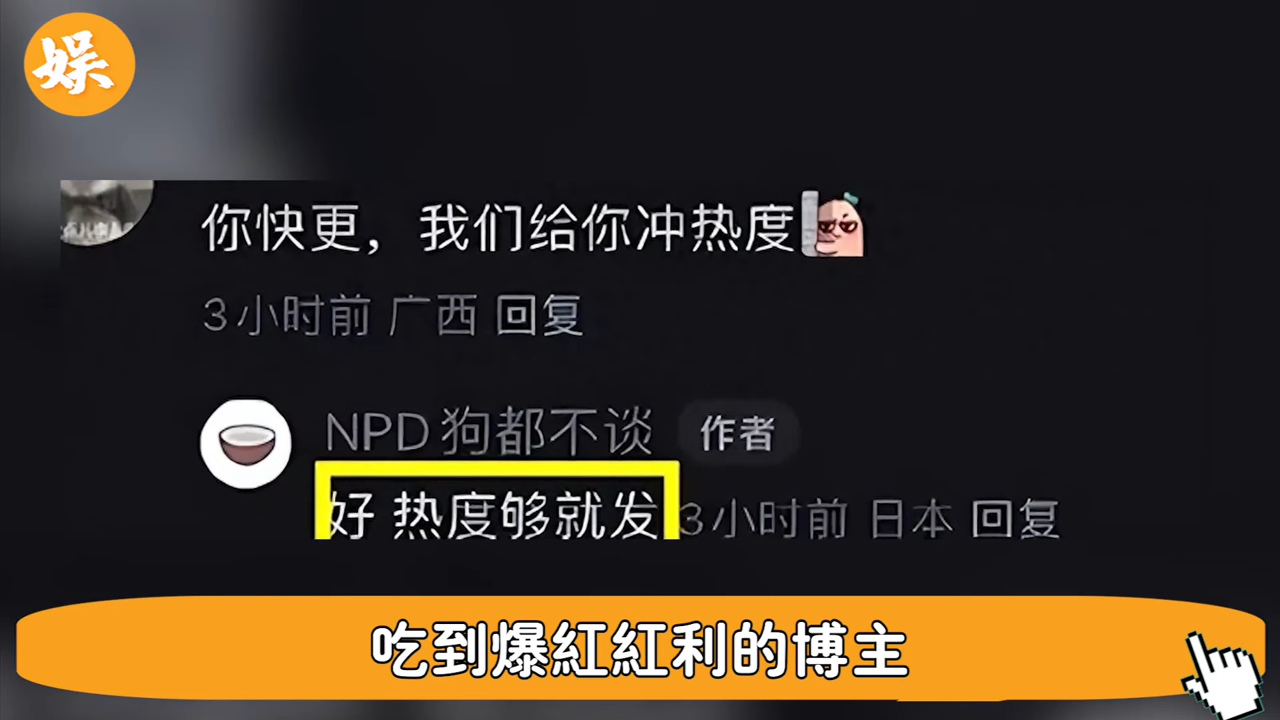 娱
你快更，我们给你冲热度
3小时前 广西 回复
NPD狗都不谈 作者
好 热度够就发 3小时前 日本 回复
吃到爆紅紅利的博主